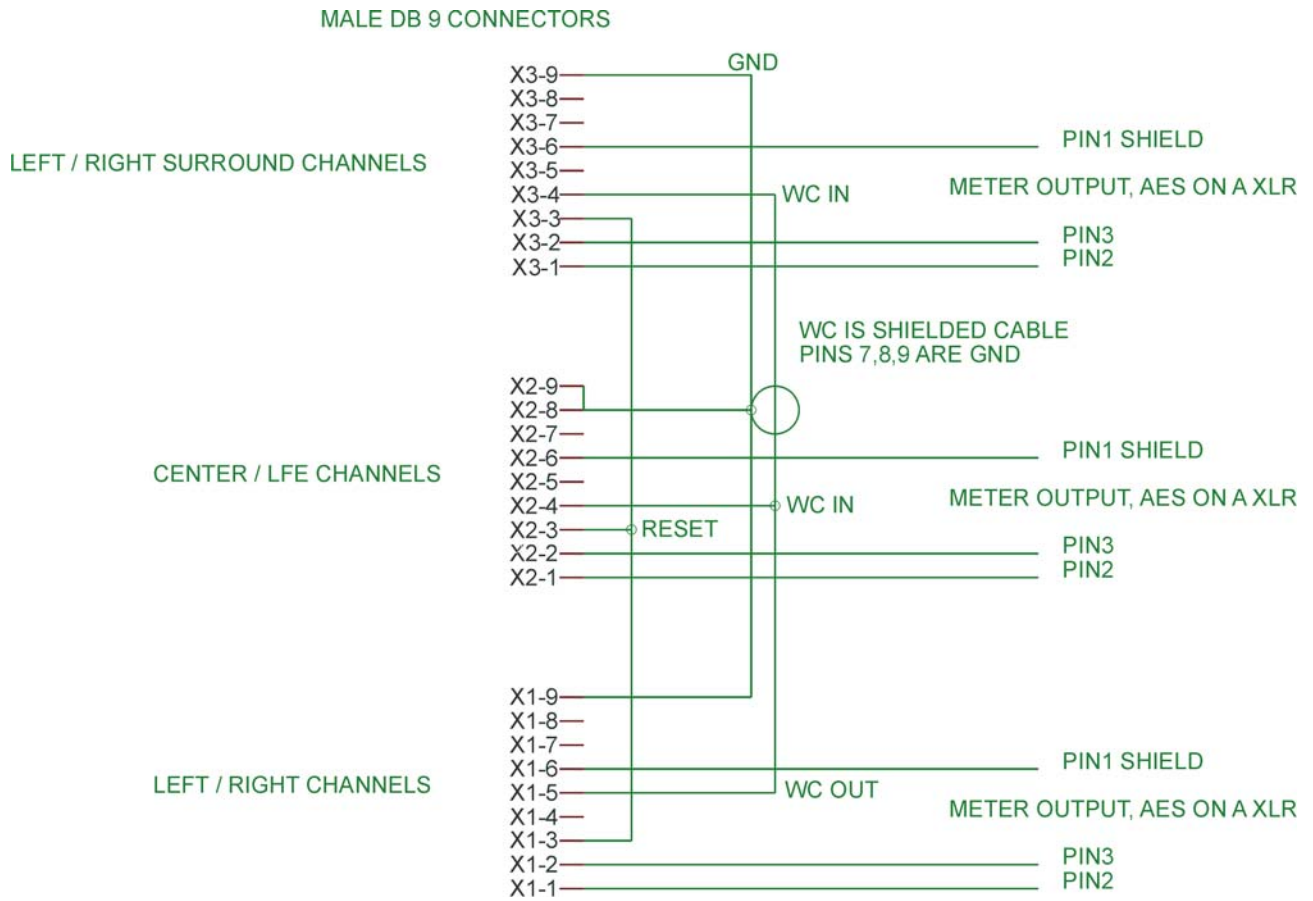 MALE DB 9 CONNECTORS
GND
X3-9
X3-8
X3-7
X3-6
PIN1 SHIELD
LEFT / RIGHT SURROUND CHANNELS
X3-5
METER OUTPUT, AES ON A XLR
X3-4
WC IN
X3-3
X3-2
PIN3
X3-1
PIN2
WC IS SHIELDED CABLE
PINS 7,8,9 ARE GND
X2-9
X2-8
X2-7
X2-6
PIN1 SHIELD
CENTER / LFE CHANNELS
X2-5
METER OUTPUT, AES ON A XLR
X2-4
WC IN
X2-3
RESET
X2-2
PIN3
X2-1
PIN2
X1-9
X1-8
X1-7
X1-6
PIN1 SHIELD
LEFT / RIGHT CHANNELS
X1-5
WC OUT
METER OUTPUT, AES ON A XLR
X1-4
X1-3
X1-2
PIN3
X1-1
PIN2